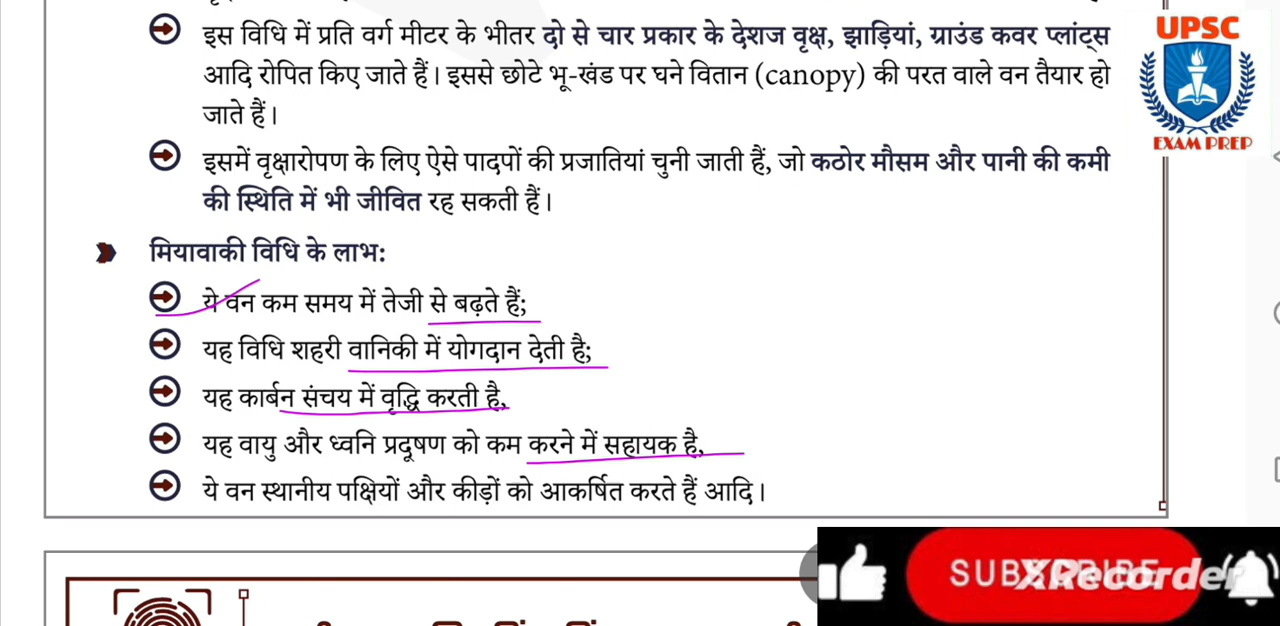 इस विधि में प्रति वर्ग मीटर के भीतर दो से चार प्रकार के देशज वृक्ष, झाड़ियां, ग्राउंड कवर प्लांट्स
आदि रोपित किए जाते हैं। इससे छोटे भू-खंड पर घने वितान (canopy) की परत वाले वन तैयार हो
जाते हैं।
इसमें वृक्षारोपण के लिए ऐसे पादपों की प्रजातियां चुनी जाती हैं, जो कठोर मौसम और पानी की कमी
की स्थिति में भी जीवित रह सकती हैं।
मियावाकी विधि के लाभ:
ये वन कम समय में तेजी से बढ़ते हैं;
यह विधि शहरी वानिकी में योगदान देती है;
यह कार्बन संचय में वृद्धि करती है,
यह वायु और ध्वनि प्रदूषण को कम करने में सहायक है,
ये वन स्थानीय पक्षियों और कीड़ों को आकर्षित करते हैं आदि।
UPSC
EXAM PREP
SUBSCRIBE
XRecorder